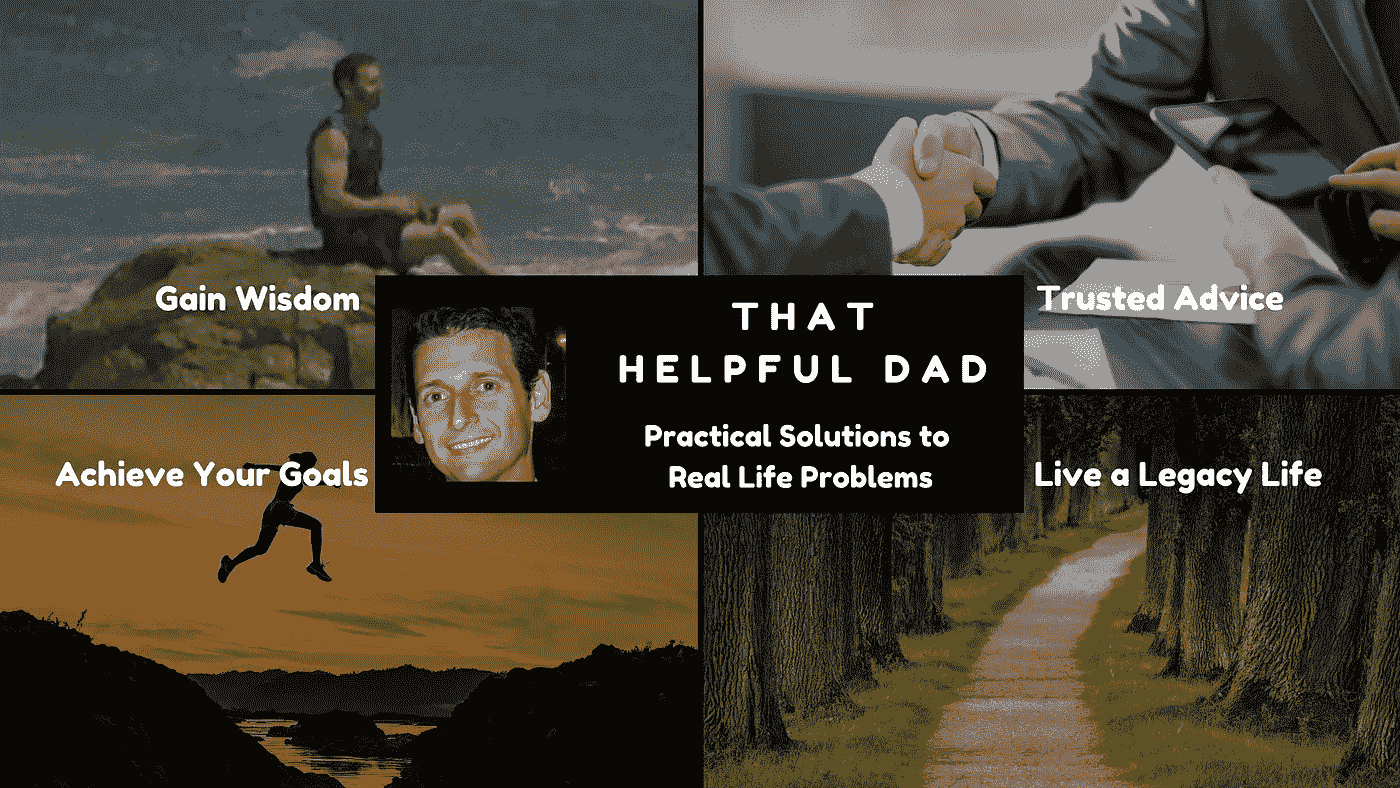 Gain Wisdom
Trusted Advice
THAT
HELPFUL DAD
Practical Solutions to
Real Life Problems
Achieve Your Goals
Live a Legacy Life